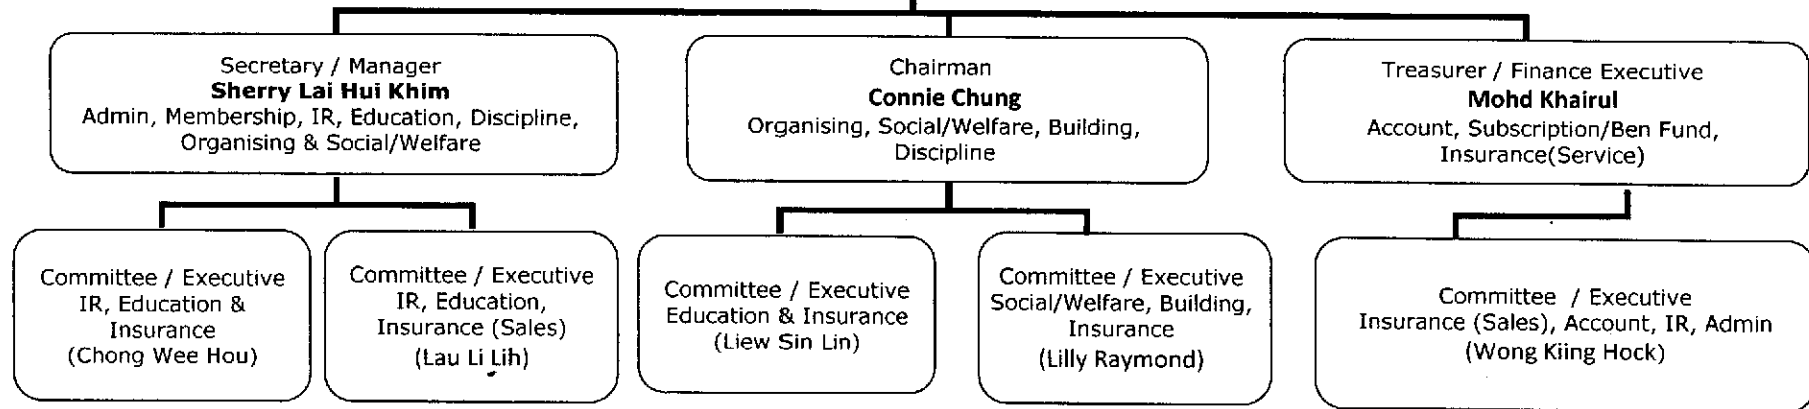 Secretary / Manager
Sherry Lai Hui Khim
Admin, Membership, IR, Education, Discipline,
Organising & Social/Welfare
Chairman
Connie Chung
Organising, Social/Welfare, Building,
Discipline
Treasurer / Finance Executive
Mohd Khairul
Account, Subscription/Ben Fund,
Insurance(Service)
Committee / Executive
IR, Education &
Insurance
(Chong Wee Hou)
Committee / Executive
IR, Education,
Insurance (Sales)
(Lau Li Lih)
Committee / Executive
Education & Insurance
(Liew Sin Lin)
Committee / Executive
Social/Welfare, Building,
Insurance
(Lilly Raymond)
Committee / Executive
Insurance (Sales), Account, IR, Admin
(Wong Kiing Hock)